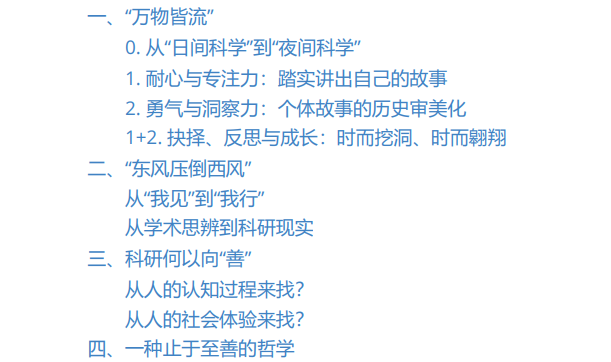 一、“万物皆流”
0. 从“日间科学”到“夜间科学”
1. 耐心与专注力：踏实讲出自己的故事
2. 勇气与洞察力：个体故事的历史审美化
1+2. 抉择、反思与成长：时而挖洞、时而翱翔
二、“东风压倒西风”
从“我见”到“我行”
从学术思辨到科研现实
三、科研何以向“善”
从人的认知过程来找？
从人的社会体验来找？
四、一种止于至善的哲学